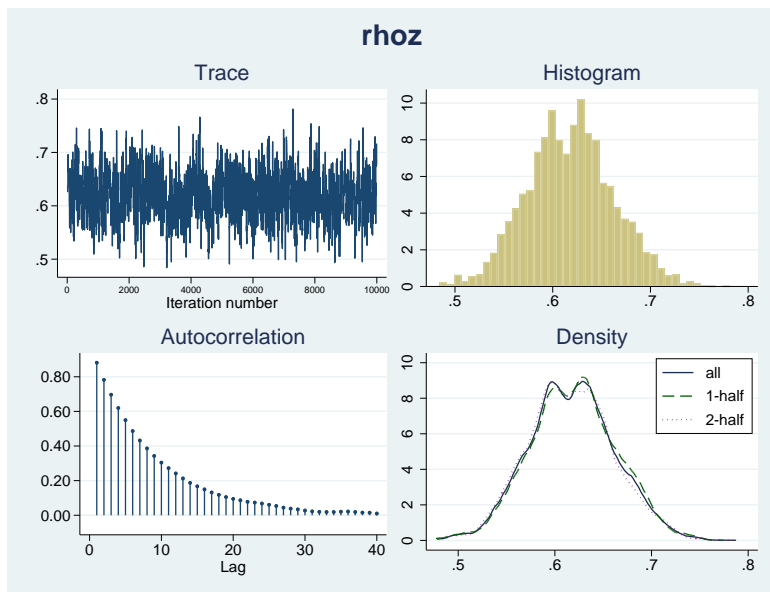 rhoz
Trace
.8
.7
.6
.5
0 2000 4000 6000 8000 10000
Iteration number
Histogram
10
8
6
4
2
0
.5 .6 .7 .8
Autocorrelation
0.80
0.60
0.40
0.20
0.00
0 10 20 30 40
Lag
Density
10
8
6
4
2
0
.5 .6 .7 .8
all
1-half
2-half